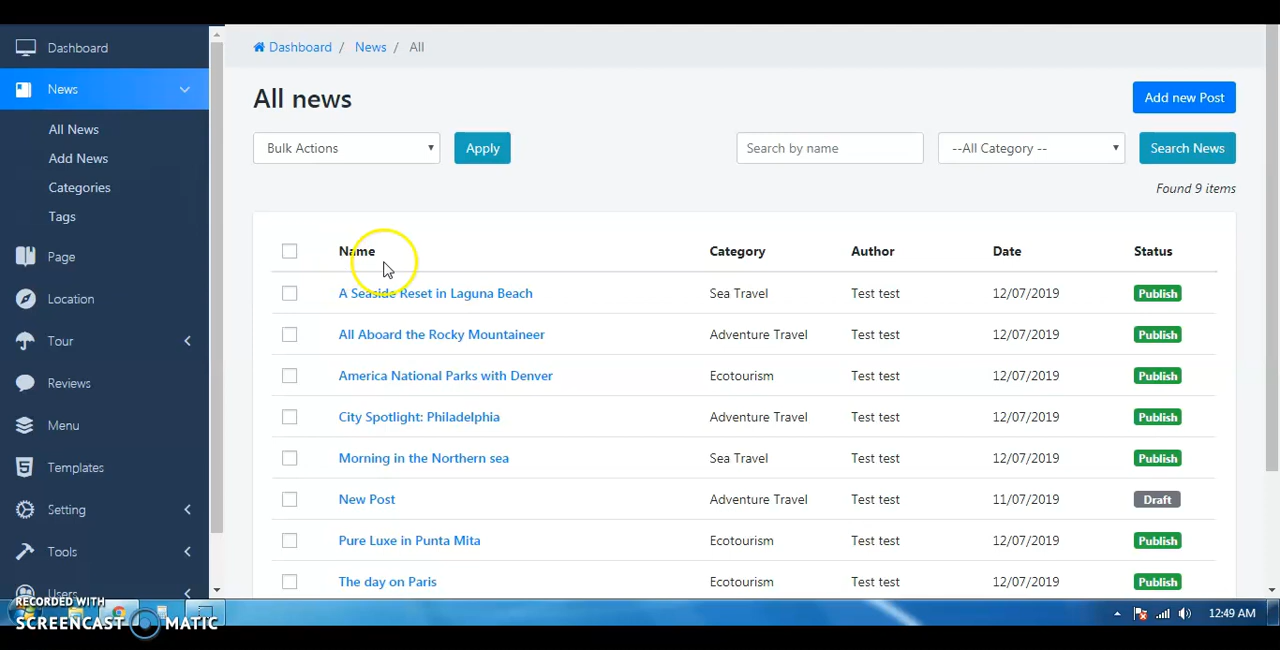 Dashboard
News
All News
Add News
Categories
Tags
Page
Location
Tour
Reviews
Menu
Templates
Setting
Tools
Users
Dashboard / News / All
All news
Add new Post
Bulk Actions
Apply
Search by name
--All Category --
Search News
Found 9 items
Name Category Author Date Status
A Seaside Reset in Laguna Beach Sea Travel Test test 12/07/2019 Publish
All Aboard the Rocky Mountaineer Adventure Travel Test test 12/07/2019 Publish
America National Parks with Denver Ecotourism Test test 12/07/2019 Publish
City Spotlight: Philadelphia Adventure Travel Test test 12/07/2019 Publish
Morning in the Northern sea Sea Travel Test test 12/07/2019 Publish
New Post Adventure Travel Test test 11/07/2019 Draft
Pure Luxe in Punta Mita Ecotourism Test test 12/07/2019 Publish
The day on Paris Ecotourism Test test 12/07/2019 Publish
RECORDED WITH
SCREENCAST MATIC
12:49 AM